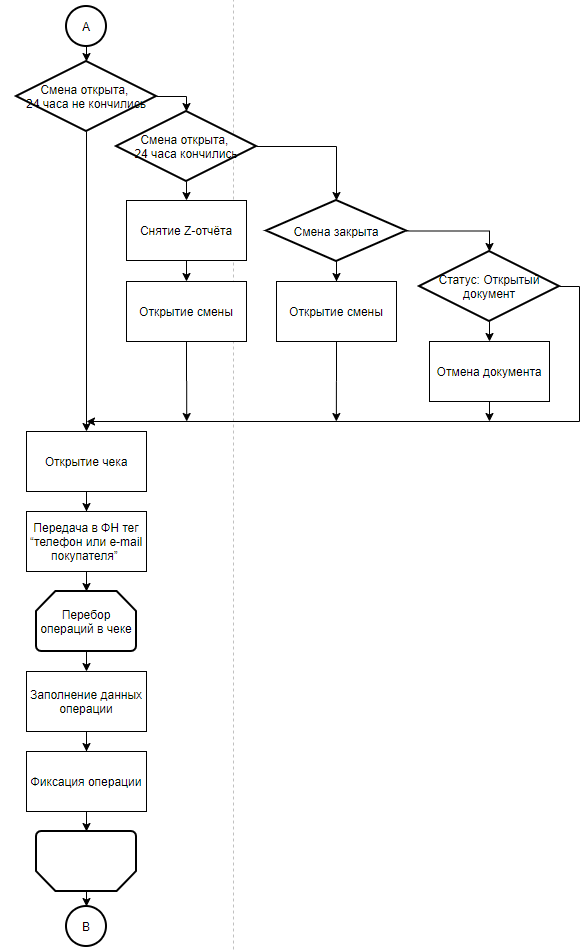 A
Смена открыта,
24 часа не кончились
Смена открыта,
24 часа кончились
Снятие Z-отчёта
Смена закрыта
Статус: Открытый
документ
Открытие смены
Открытие смены
Отмена документа
Открытие чека
Передача в ФН тег
“телефон или e-mail
покупателя”
Перебор
операций в чеке
Заполнение данных
операции
Фиксация операции
B